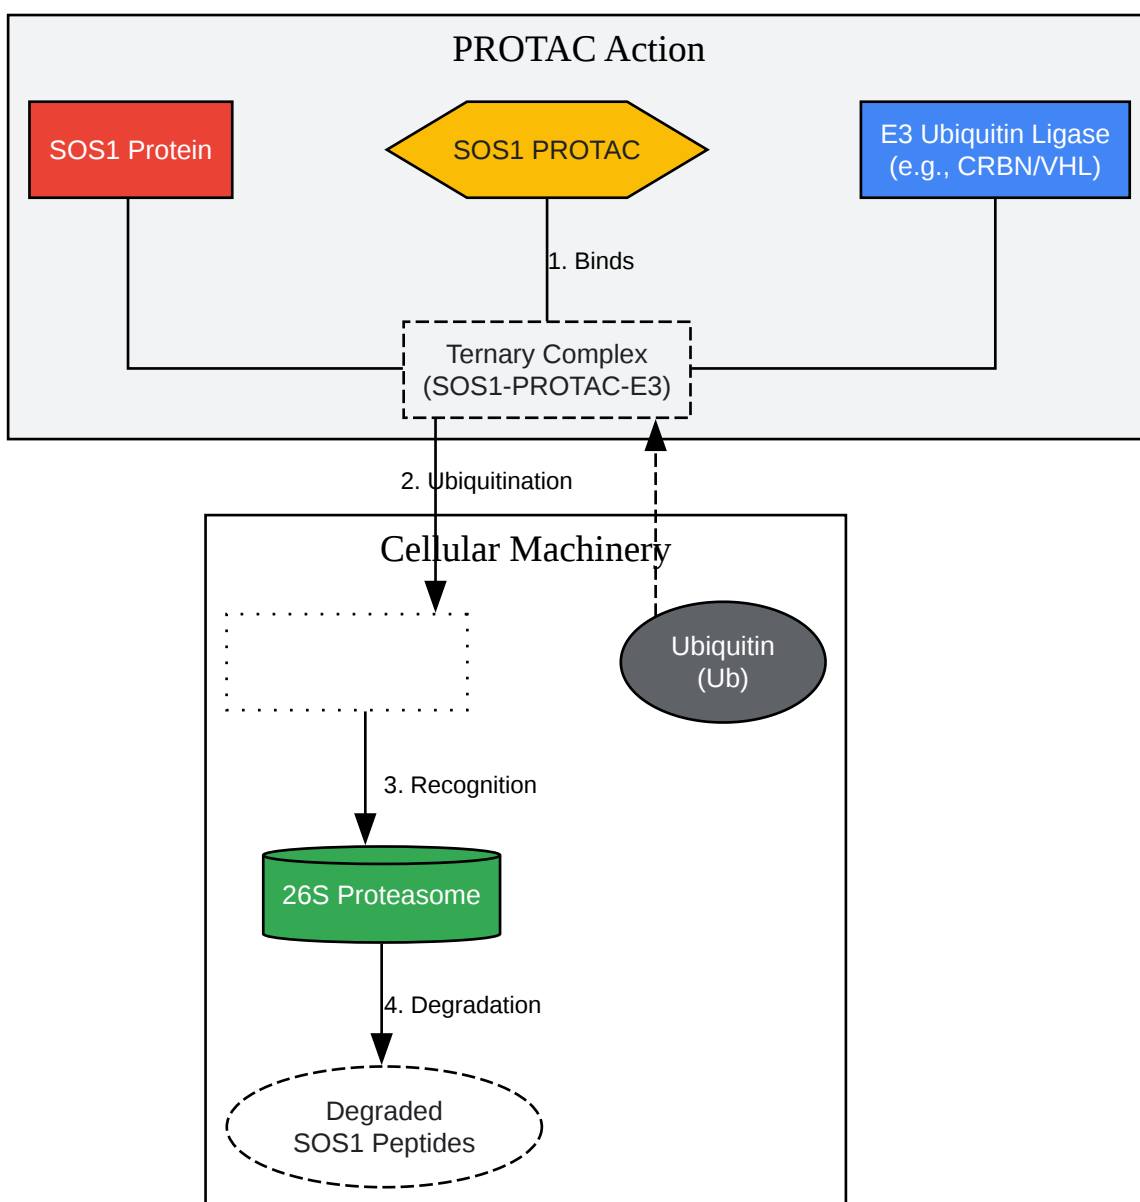 PROTAC Action
SOS1 Protein
SOS1 PROTAC
E3 Ubiquitin Ligase
(e.g., CRBN/VHL)
1. Binds
Ternary Complex
(SOS1-PROTAC-E3)
2. Ubiquitination
Cellular Machinery
Ubiquitin
(Ub)
3. Recognition
26S Proteasome
4. Degradation
Degraded
SOS1 Peptides